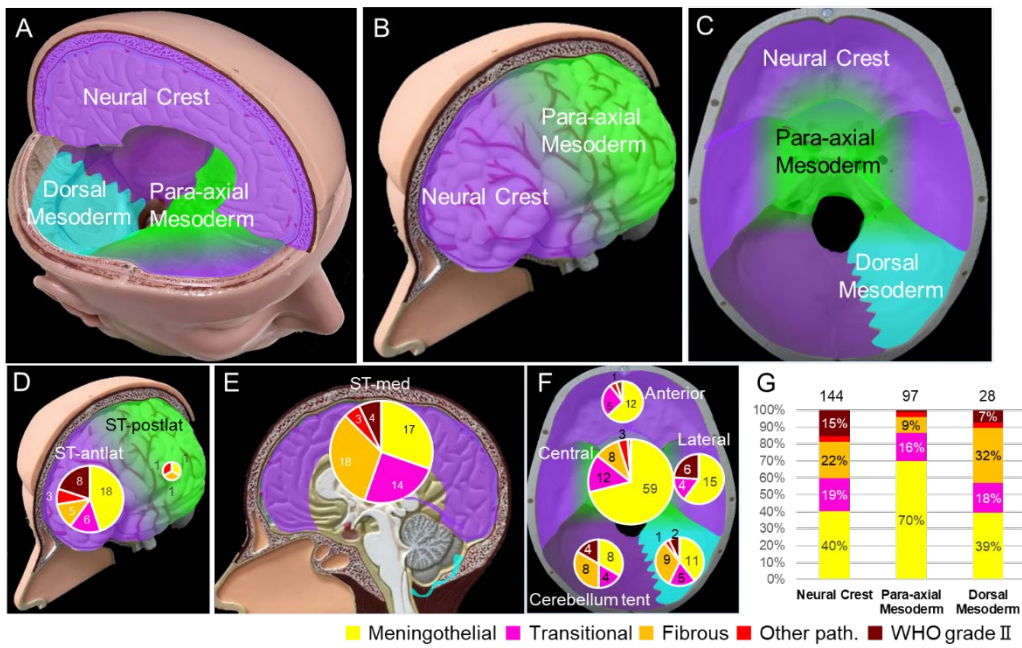 A
Neural Crest
Dorsal
Mesoderm
Para-axial
Mesoderm
B
Para-axial
Mesoderm
Neural Crest
C
Neural Crest
Para-axial
Mesoderm
Dorsal
Mesoderm
D
ST-postlat
ST-antlat
8
18
3
5
6
1
1
E
ST-med
3
4
17
18
14
F
1
5
12
Anterior
Central
3
8
12
59
Lateral
6
4
15
4
8
8
4
1
2
9
11
5
Cerebellum tent
G
144
97
28
100%
90%
80%
70%
60%
50%
40%
30%
20%
10%
0%
15%
22%
19%
40%
9%
16%
70%
7%
32%
18%
39%
Neural Crest
Para-axial
Mesoderm
Dorsal
Mesoderm
Meningothelial
Transitional
Fibrous
Other path.
WHO grade Ⅱ